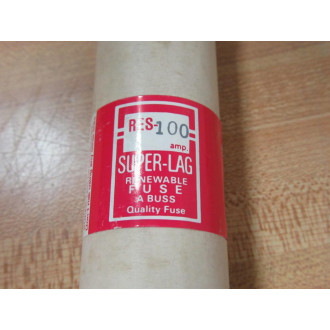 RES-100
amp.
SUPER-LAG
RENEWABLE
FUSE
A BUSS
Quality Fuse